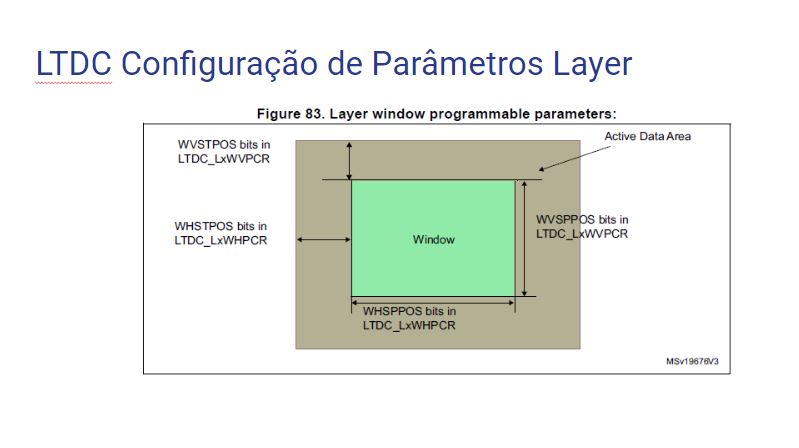 LTDC Configuração de Parâmetros Layer
Figure 83. Layer window programmable parameters:
Active Data Area
WVSTPOS bits in
LTDC_LxWVPCR
WHSTPOS bits in
LTDC_LxWHPCR
Window
WVSPPOS bits in
LTDC_LxWVPCR
WHSPPOS bits in
LTDC_LxWHPCR
MSv19676V3